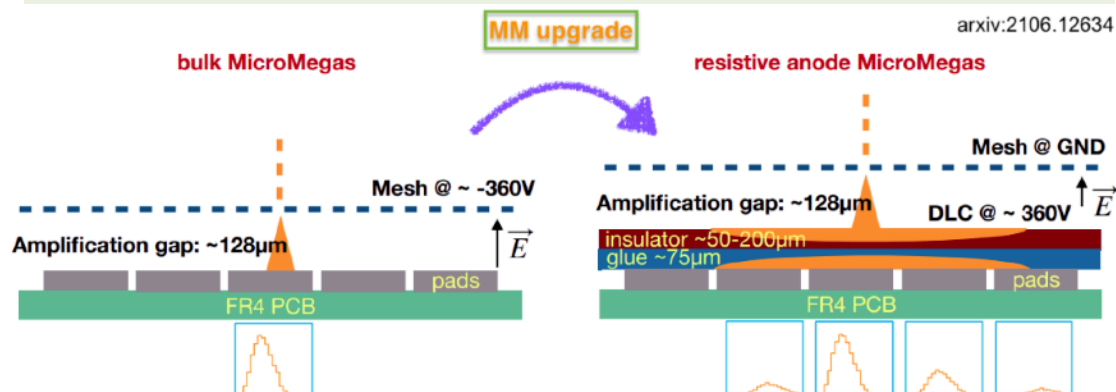 MM upgrade
arxiv:2106.12634
bulk MicroMegas
resistive anode MicroMegas
Mesh @ ~ -360V
Amplification gap: ~128μm
E
pads
FR4 PCB
Mesh @ GND
Amplification gap: ~128μm
DLC @ ~ 360V
E
insulator ~50-200μm
glue ~75μm
pads
FR4 PCB